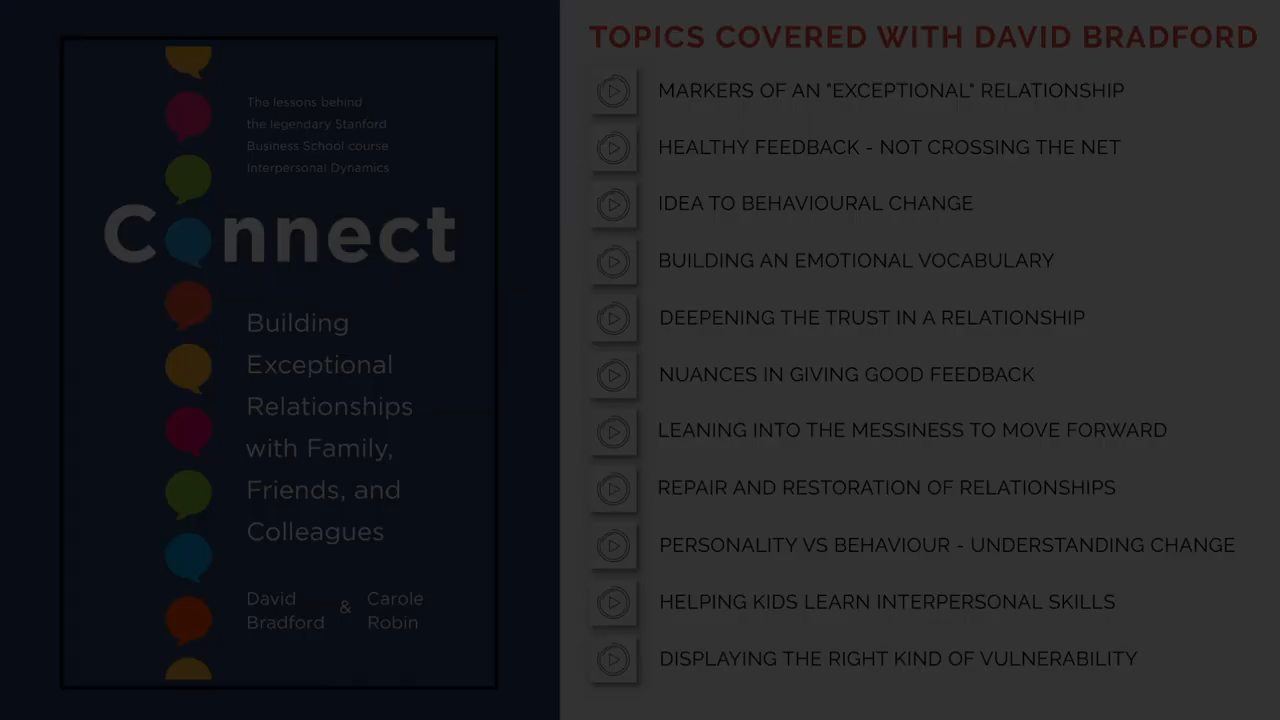 The lessons behind
the legendary Stanford
Business School course
Interpersonal Dynamics
Connect
Building
Exceptional
Relationships
with Family,
Friends, and
Colleagues
David Bradford & Carole Robin
TOPICS COVERED WITH DAVID BRADFORD
MARKERS OF AN "EXCEPTIONAL" RELATIONSHIP
HEALTHY FEEDBACK - NOT CROSSING THE NET
IDEA TO BEHAVIOURAL CHANGE
BUILDING AN EMOTIONAL VOCABULARY
DEEPENING THE TRUST IN A RELATIONSHIP
NUANCES IN GIVING GOOD FEEDBACK
LEANING INTO THE MESSINESS TO MOVE FORWARD
REPAIR AND RESTORATION OF RELATIONSHIPS
PERSONALITY VS BEHAVIOUR - UNDERSTANDING CHANGE
HELPING KIDS LEARN INTERPERSONAL SKILLS
DISPLAYING THE RIGHT KIND OF VULNERABILITY